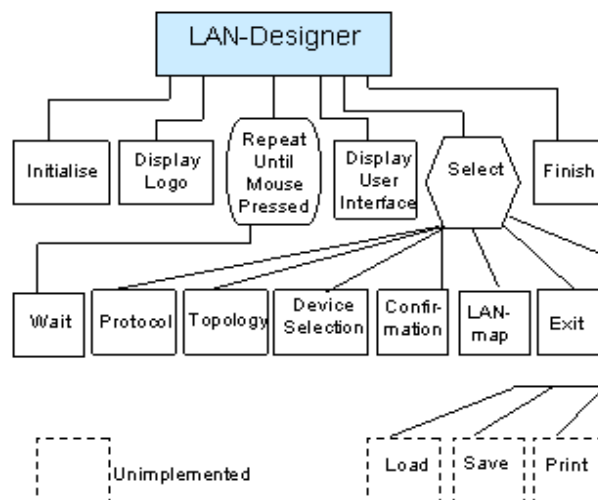 LAN-Designer
Initialise
Display
Logo
Repeat
Until
Mouse
Pressed
Display
User
Interface
Select
Finish
Wait
Protocol
Topology
Device
Selection
Confir-
mation
LAN-
map
Exit
Unimplemented
Load
Save
Print